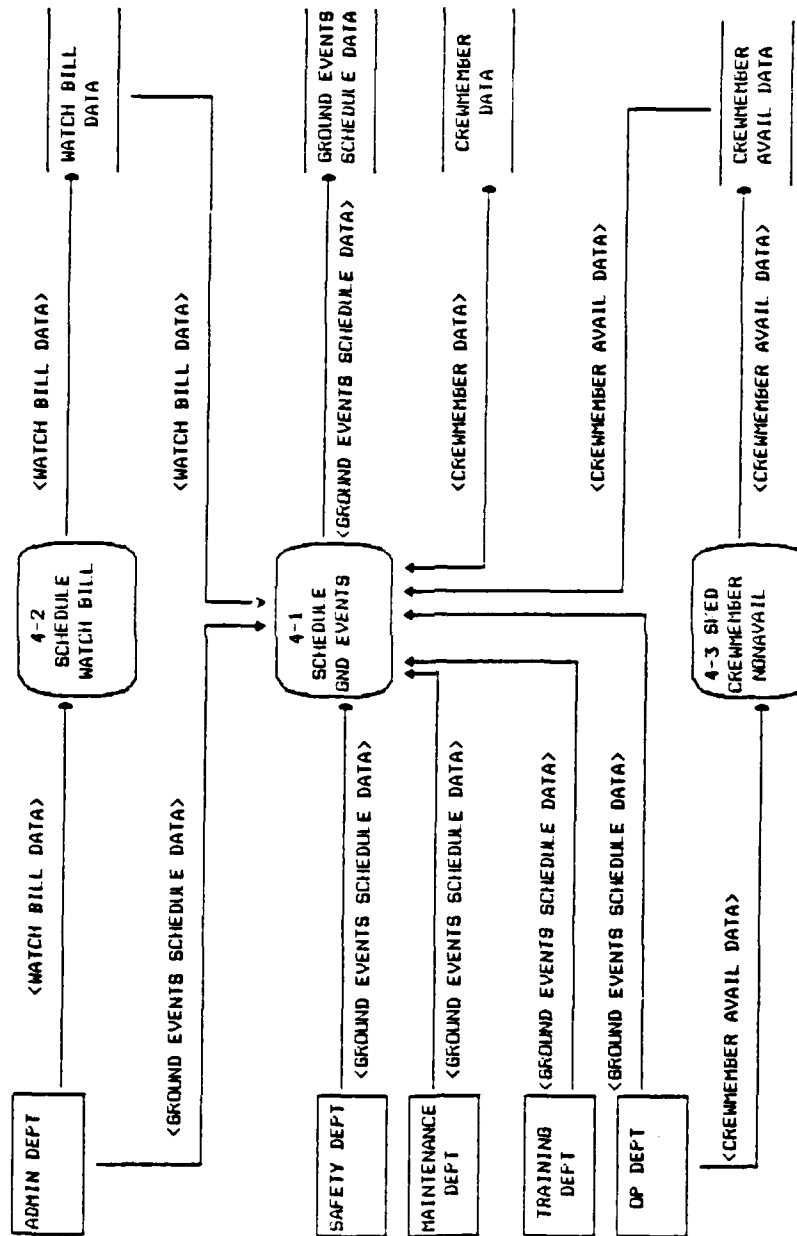 ADMIN DEPT
<WATCH BILL DATA>
4-2
SCHEDULE
WATCH BILL
<WATCH BILL DATA>
WATCH BILL
DATA
<GROUND EVENTS SCHEDULE DATA>
<WATCH BILL DATA>
SAFETY DEPT
<GROUND EVENTS SCHEDULE DATA>
4-1
SCHEDULE
GND EVENTS
<GROUND EVENTS SCHEDULE DATA>
GROUND EVENTS
SCHEDULE DATA
MAINTENANCE
DEPT
<GROUND EVENTS SCHEDULE DATA>
<CREWMEMBER DATA>
CREWMEMBER
DATA
TRAINING
DEPT
<GROUND EVENTS SCHEDULE DATA>
<CREWMEMBER AVAIL DATA>
OP DEPT
<GROUND EVENTS SCHEDULE DATA>
<CREWMEMBER AVAIL DATA>
4-3 SKED
CREWMEMBER
NONAVAIL
<CREWMEMBER AVAIL DATA>
CREWMEMBER
AVAIL DATA